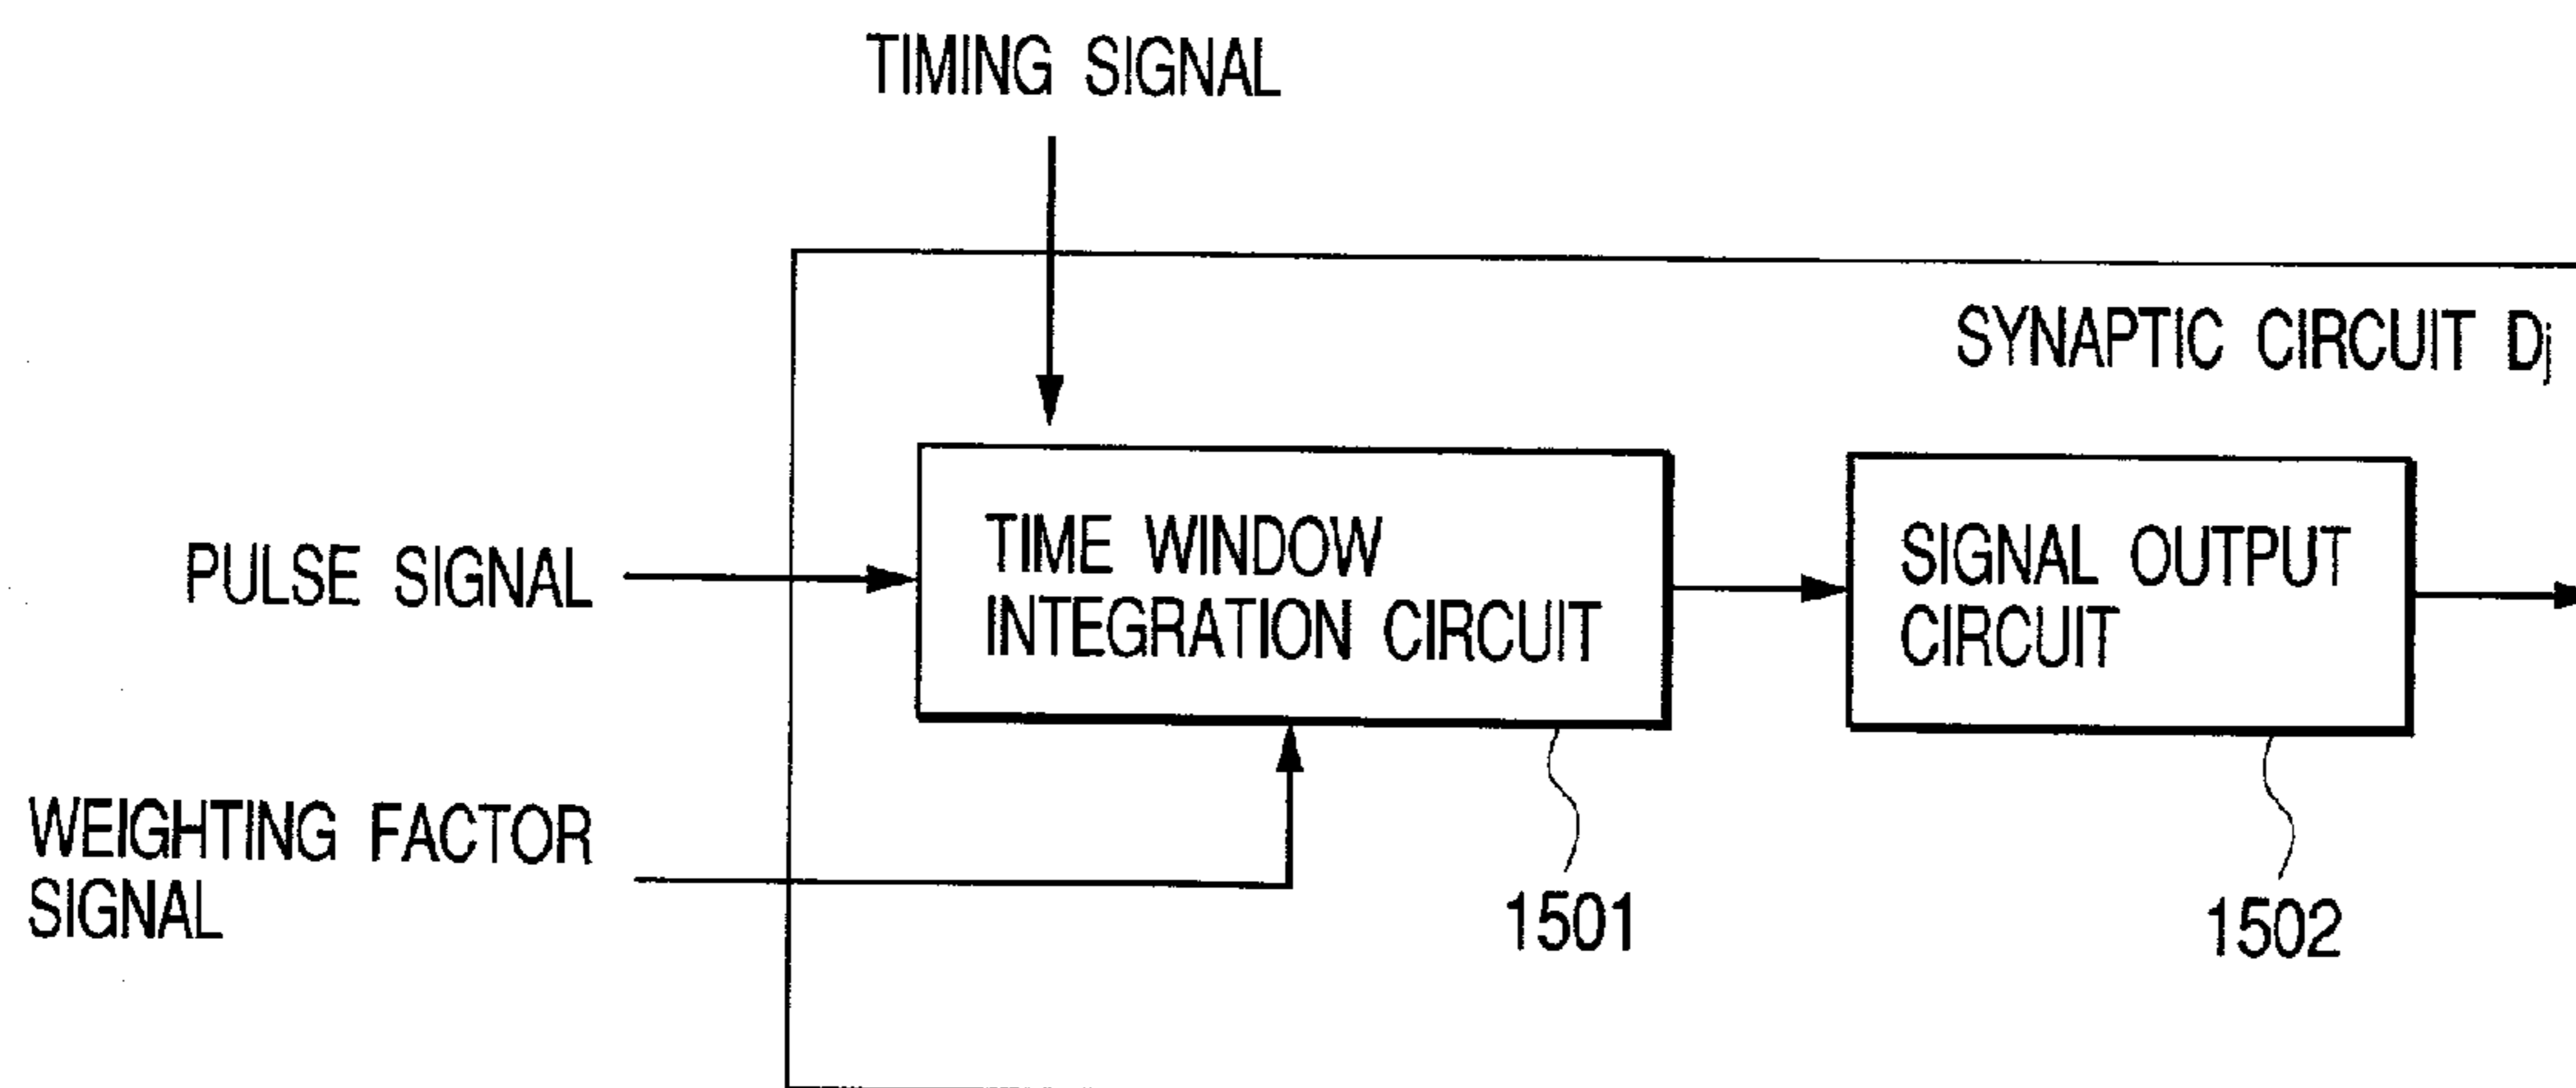 TIMING SIGNAL
SYNAPTIC CIRCUIT Dj
PULSE SIGNAL
TIME WINDOW
INTEGRATION CIRCUIT
SIGNAL OUTPUT
CIRCUIT
WEIGHTING FACTOR
SIGNAL
1501
1502